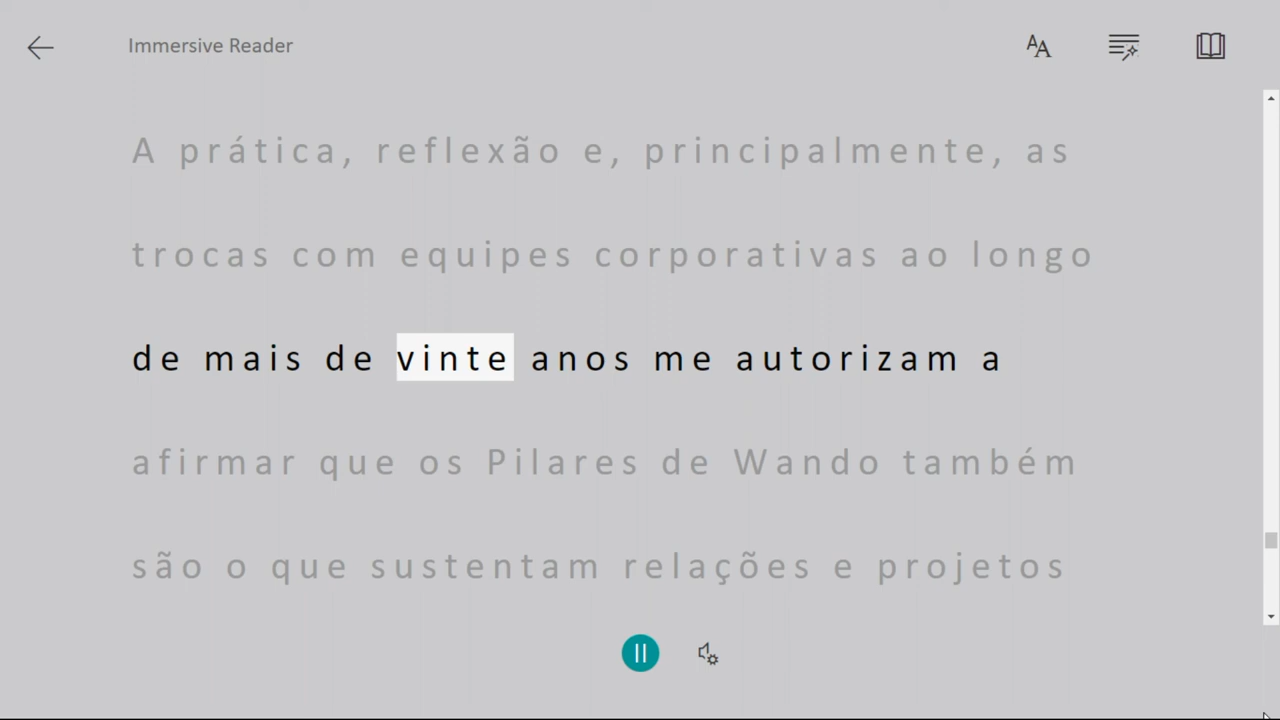 Immersive Reader
A prática, reflexão e, principalmente, as
trocas com equipes corporativas ao longo
de mais de vinte anos me autorizam a
afirmar que os Pilares de Wando também
são o que sustentam relações e projetos